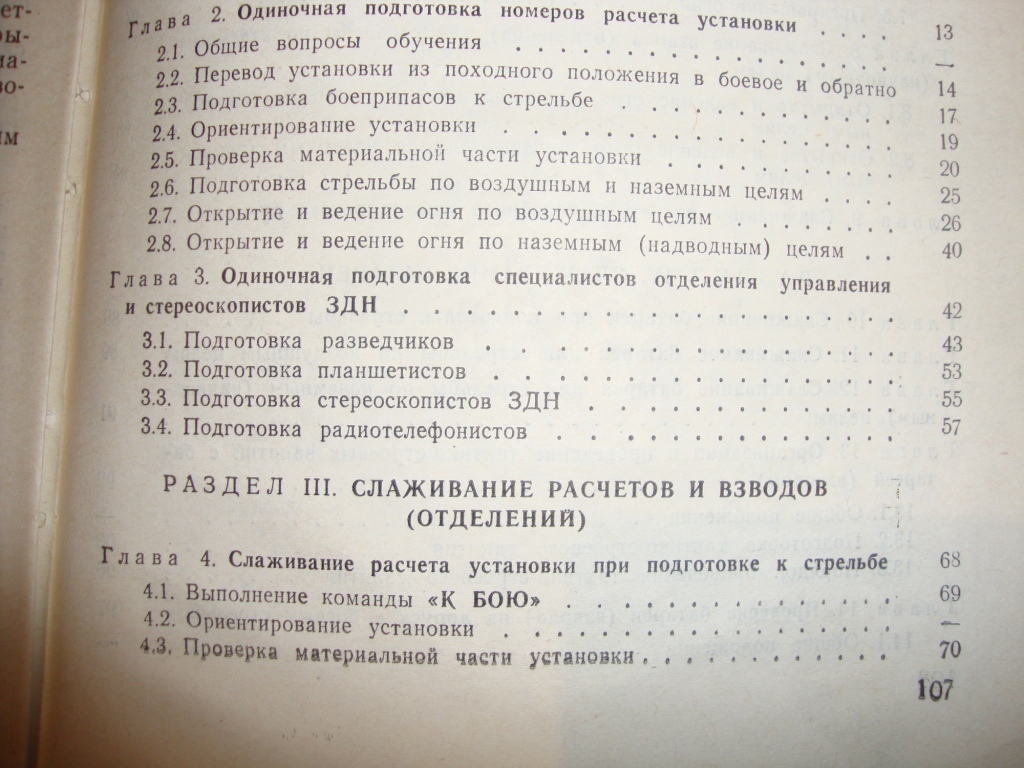 ет-
ры-
на-
во-
ым
Глава 2. Одиночная подготовка номеров расчета установки . . . . 13
2.1. Общие вопросы обучения . . . . . . . . . . . . . . —
2.2. Перевод установки из походного положения в боевое и обратно 14
2.3. Подготовка боеприпасов к стрельбе . . . . . . . . . . 17
2.4. Ориентирование установки . . . . . . . . . . . . . . 19
2.5. Проверка материальной части установки . . . . . . . . 20
2.6. Подготовка стрельбы по воздушным и наземным целям . . . . 25
2.7. Открытие и ведение огня по воздушным целям . . . . . . . 26
2.8. Открытие и ведение огня по наземным (надводным) целям . . 40
Глава 3. Одиночная подготовка специалистов отделения управления
и стереоскопистов ЗДН . . . . . . . . . . . . . . . . . 42
3.1. Подготовка разведчиков . . . . . . . . . . . . . . . 43
3.2. Подготовка планшетистов . . . . . . . . . . . . . . . 53
3.3. Подготовка стереоскопистов ЗДН . . . . . . . . . . . . 55
3.4. Подготовка радиотелефонистов . . . . . . . . . . . . . 57
РАЗДЕЛ III. СЛАЖИВАНИЕ РАСЧЕТОВ И ВЗВОДОВ
(ОТДЕЛЕНИЙ)
Глава 4. Слаживание расчета установки при подготовке к стрельбе 68
4.1. Выполнение команды «К БОЮ» . . . . . . . . . . . . 69
4.2. Ориентирование установки . . . . . . . . . . . . . . —
4.3. Проверка материальной части установки . . . . . . . . . 70
107